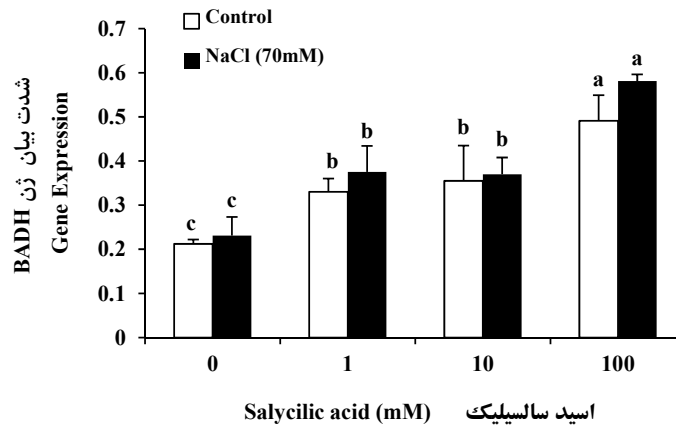 Control
NaCl (70mM)
شدت بیان ژن BADH
Gene Expression
0.7
0.6
0.5
0.4
0.3
0.2
0.1
0
c c
b b
b b
a a
0 1 10 100
Salycilic acid (mM) اسید سالسیلیک